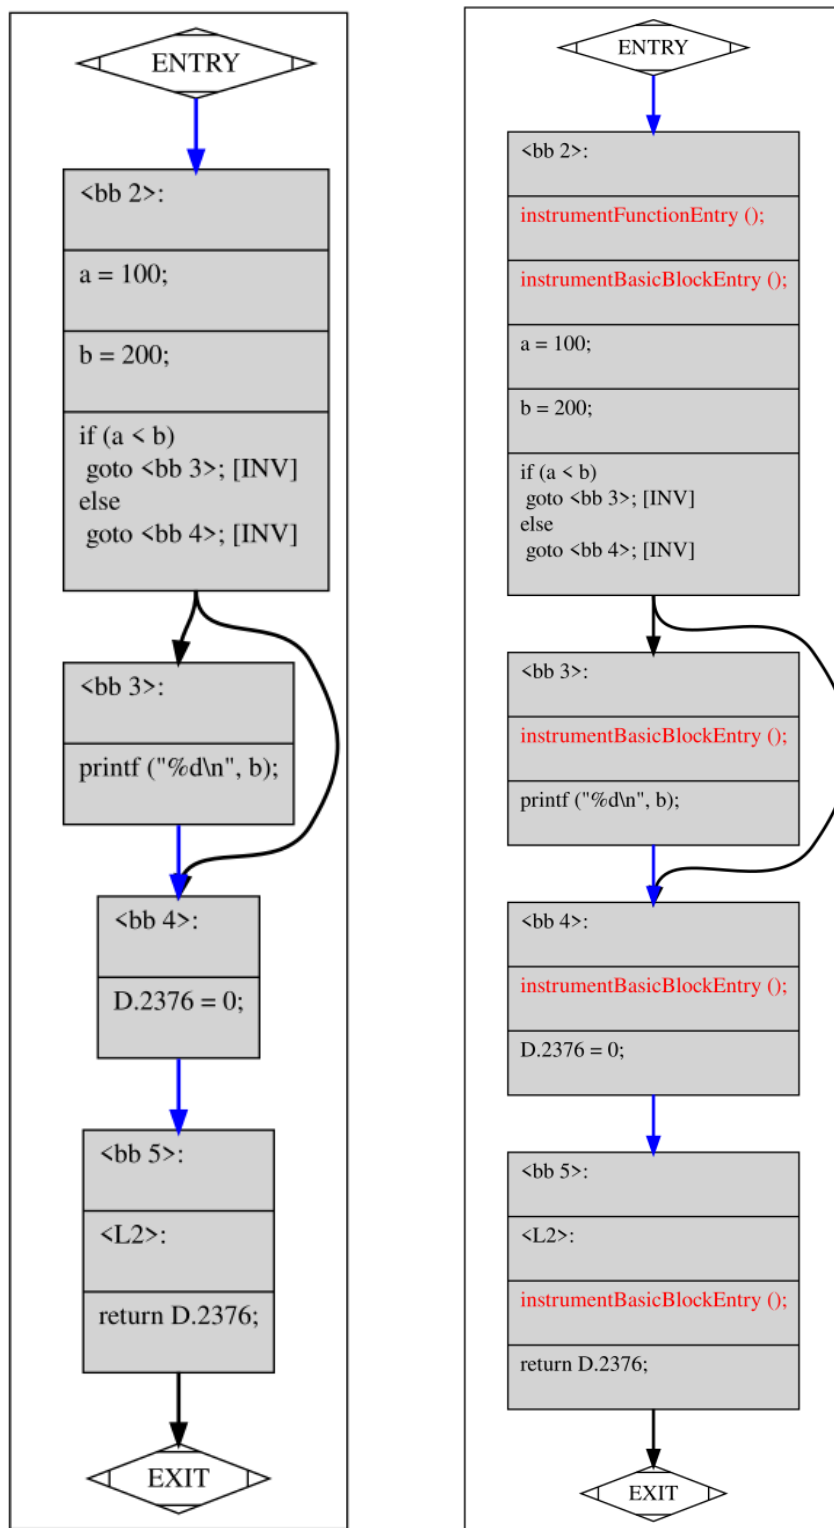 ENTRY
<bb 2>:
a = 100;
b = 200;
if (a < b)
goto <bb 3>; [INV]
else
goto <bb 4>; [INV]
<bb 3>:
printf ("%d\n", b);
<bb 4>:
D.2376 = 0;
<bb 5>:
<L2>:
return D.2376;
EXIT
ENTRY
<bb 2>:
instrumentFunctionEntry ();
instrumentBasicBlockEntry ();
a = 100;
b = 200;
if (a < b)
goto <bb 3>; [INV]
else
goto <bb 4>; [INV]
<bb 3>:
instrumentBasicBlockEntry ();
printf ("%d\n", b);
<bb 4>:
instrumentBasicBlockEntry ();
D.2376 = 0;
<bb 5>:
<L2>:
instrumentBasicBlockEntry ();
return D.2376;
EXIT